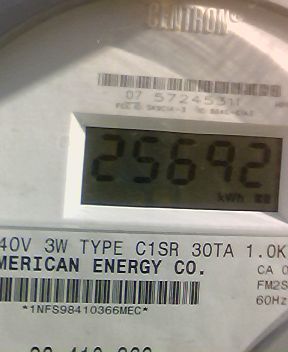 CENTRON
07 57245311
25692
kWh
40V 3W TYPE C1SR 30TA 1.0K
MERICAN ENERGY CO.
CA 0
FM2S
60Hz
*1NFS98410366MEC*